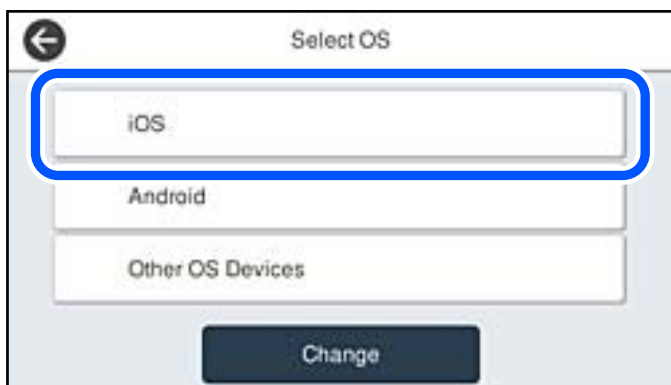 Select OS
iOS
Android
Other OS Devices
Change